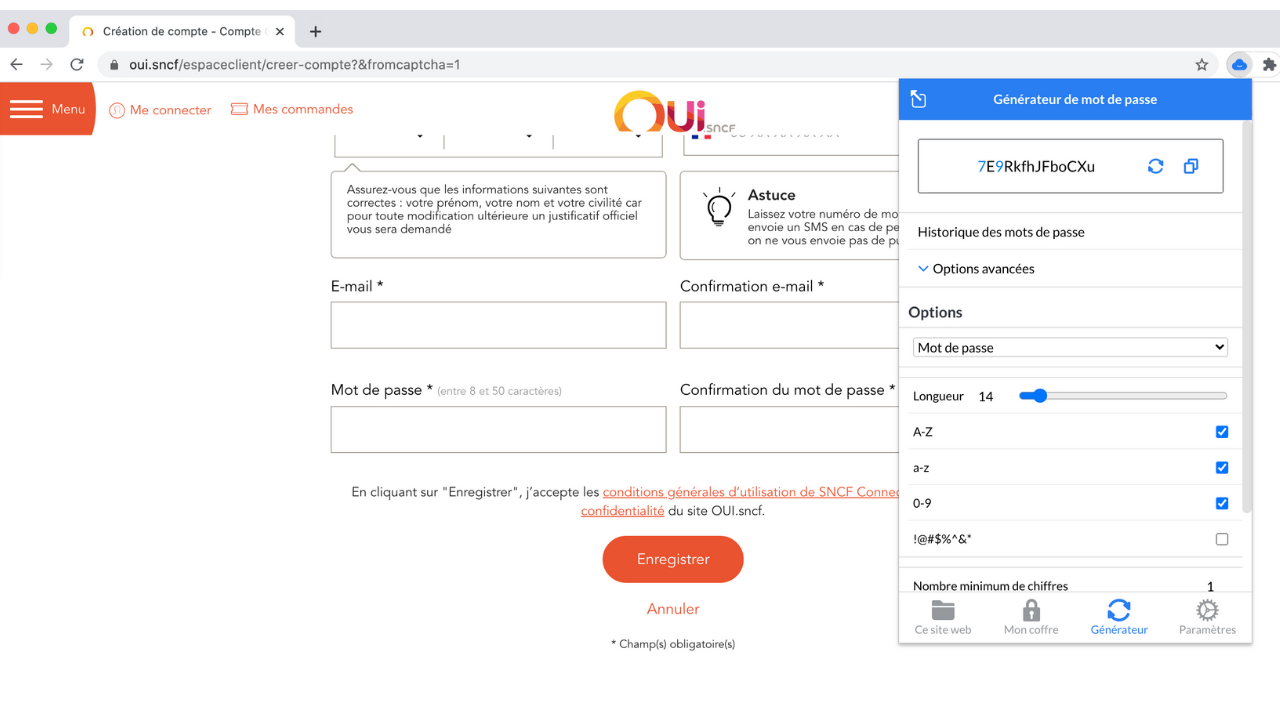 Création de compte - Compte
oui.sncf/espaceclient/creer-compte?&fromcaptcha=1
Menu
Me connecter
Mes commandes
OUi.sncf
Assurez-vous que les informations suivantes sont
correctes : votre prénom, votre nom et votre civilité car
pour toute modification ultérieure un justificatif officiel
vous sera demandé
Astuce
Laissez votre numéro de mo
envoie un SMS en cas de pe
on ne vous envoie pas de pu
E-mail *
Confirmation e-mail *
Mot de passe * (entre 8 et 50 caractères)
Confirmation du mot de passe *
En cliquant sur "Enregistrer", j'accepte les conditions générales d'utilisation de SNCF Connec
confidentialité du site OUI.sncf.
Enregistrer
Annuler
* Champ(s) obligatoire(s)
Générateur de mot de passe
7E9RkfhJFboCXu
Historique des mots de passe
Options avancées
Options
Mot de passe
Longueur 14
A-Z
a-z
0-9
!@#$%^&*
Nombre minimum de chiffres 1
Ce site web
Mon coffre
Générateur
Paramètres